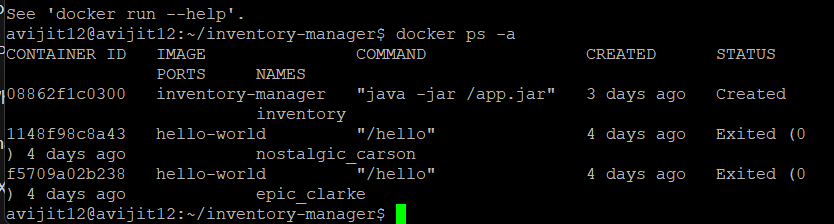 See 'docker run --help'.
avijit12@avijit12:~/inventory-manager$ docker ps -a
CONTAINER ID   IMAGE               COMMAND                CREATED      STATUS
               PORTS     NAMES
08862f1c0300   inventory-manager   "java -jar /app.jar"   3 days ago   Created
                         inventory
1148f98c8a43   hello-world         "/hello"               4 days ago   Exited (0
) 4 days ago             nostalgic_carson
f5709a02b238   hello-world         "/hello"               4 days ago   Exited (0
) 4 days ago             epic_clarke
avijit12@avijit12:~/inventory-manager$